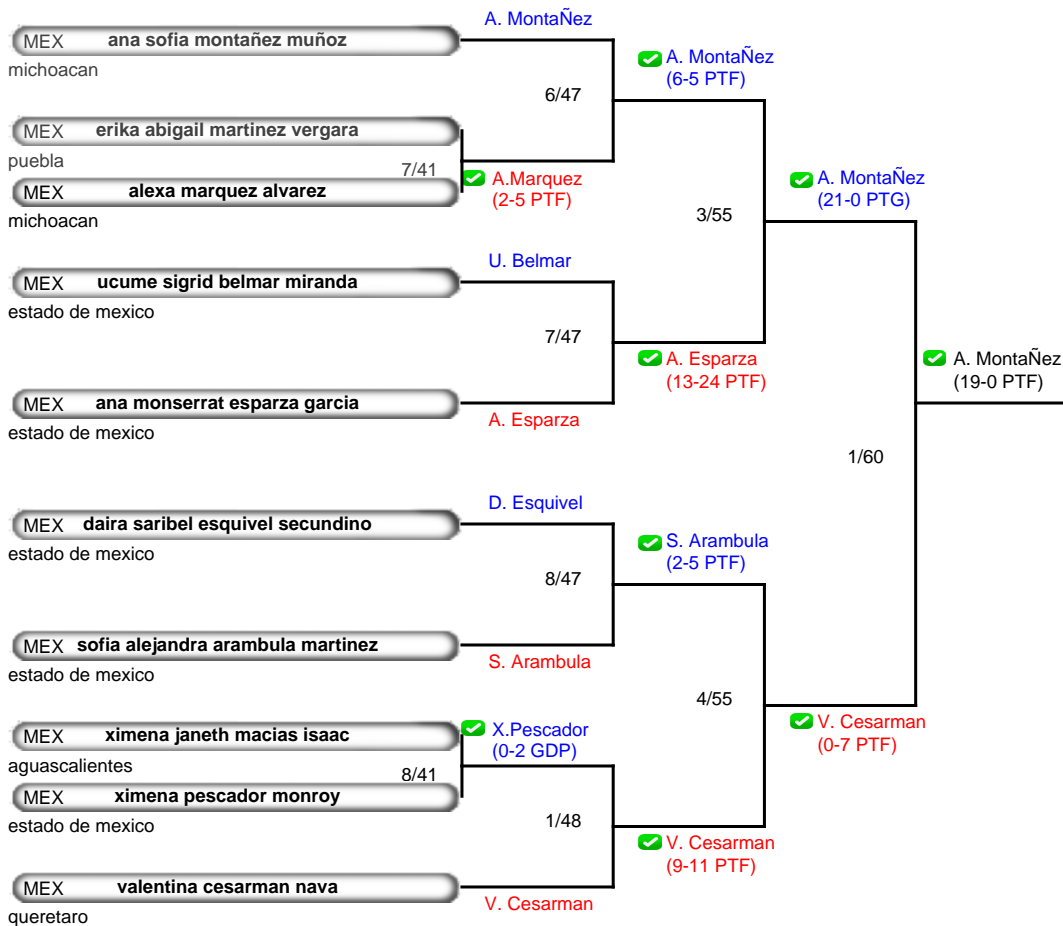 A. MontaÑez
MEX ana sofia montañez muñoz
michoacan
A. MontaÑez
(6-5 PTF)
6/47
MEX erika abigail martinez vergara
puebla
7/41
A.Marquez
(2-5 PTF)
MEX alexa marquez alvarez
michoacan
A. MontaÑez
(21-0 PTG)
3/55
U. Belmar
MEX ucume sigrid belmar miranda
estado de mexico
7/47
A. Esparza
(13-24 PTF)
A. MontaÑez
(19-0 PTF)
MEX ana monserrat esparza garcia
A. Esparza
estado de mexico
1/60
D. Esquivel
MEX daira saribel esquivel secundino
estado de mexico
S. Arambula
(2-5 PTF)
8/47
MEX sofia alejandra arambula martinez
S. Arambula
estado de mexico
4/55
V. Cesarman
(0-7 PTF)
MEX ximena janeth macias isaac
X.Pescador
(0-2 GDP)
aguascalientes
8/41
MEX ximena pescador monroy
estado de mexico
1/48
V. Cesarman
(9-11 PTF)
MEX valentina cesarman nava
V. Cesarman
queretaro